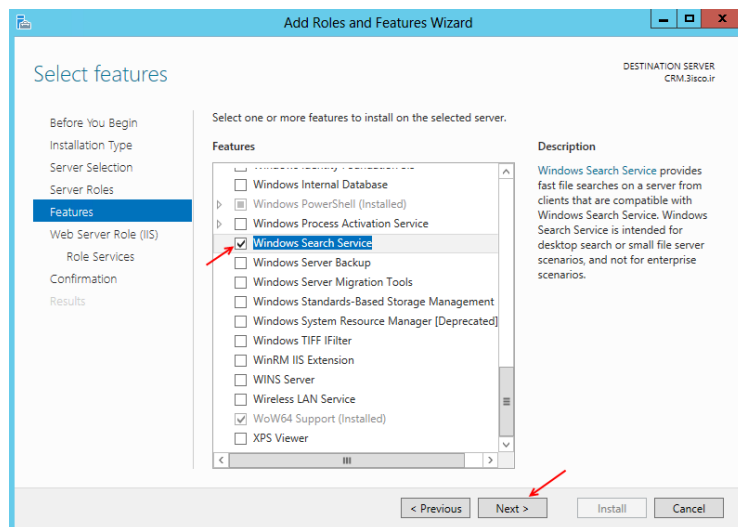 Add Roles and Features Wizard
Select features
DESTINATION SERVER
CRM.3isco.ir
Before You Begin
Installation Type
Server Selection
Server Roles
Features
Web Server Role (IIS)
Role Services
Confirmation
Results
Select one or more features to install on the selected server.
Features
Windows Internal Database
Windows PowerShell (Installed)
Windows Process Activation Service
Windows Search Service
Windows Server Backup
Windows Server Migration Tools
Windows Standards-Based Storage Management
Windows System Resource Manager [Deprecated]
Windows TIFF IFilter
WinRM IIS Extension
WINS Server
Wireless LAN Service
WoW64 Support (Installed)
XPS Viewer
Description
Windows Search Service provides
fast file searches on a server from
clients that are compatible with
Windows Search Service. Windows
Search Service is intended for
desktop search or small file server
scenarios, and not for enterprise
scenarios.
< Previous
Next >
Install
Cancel